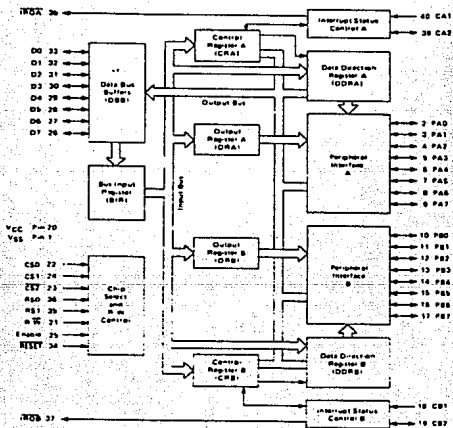 IRQA 38
Interrupt Status
Control A
40 CA1
39 CA2
Control
Register A
(CRA)
D0 33
D1 32
D2 31
D3 30
D4 29
D5 28
D6 27
D7 26
Data Bus
Buffers
(DBB)
Data Direction
Register A
(DDRA)
Output Bus
Output
Register A
(ORA)
Peripheral
Interface
A
2 PA0
3 PA1
4 PA2
5 PA3
6 PA4
7 PA5
8 PA6
9 PA7
Bus Input
Register
(BIR)
Input Bus
VCC Pin 20
VSS Pin 1
Output
Register B
(ORB)
Peripheral
Interface
B
10 PB0
11 PB1
12 PB2
13 PB3
14 PB4
15 PB5
16 PB6
17 PB7
CS0 22
CS1 24
CS2 23
RS0 36
RS1 35
R/W 21
Enable 25
RESET 34
Chip
Select
and
R/W
Control
Control
Register B
(CRB)
Data Direction
Register B
(DDRB)
IRQB 37
Interrupt Status
Control B
18 CB1
19 CB2